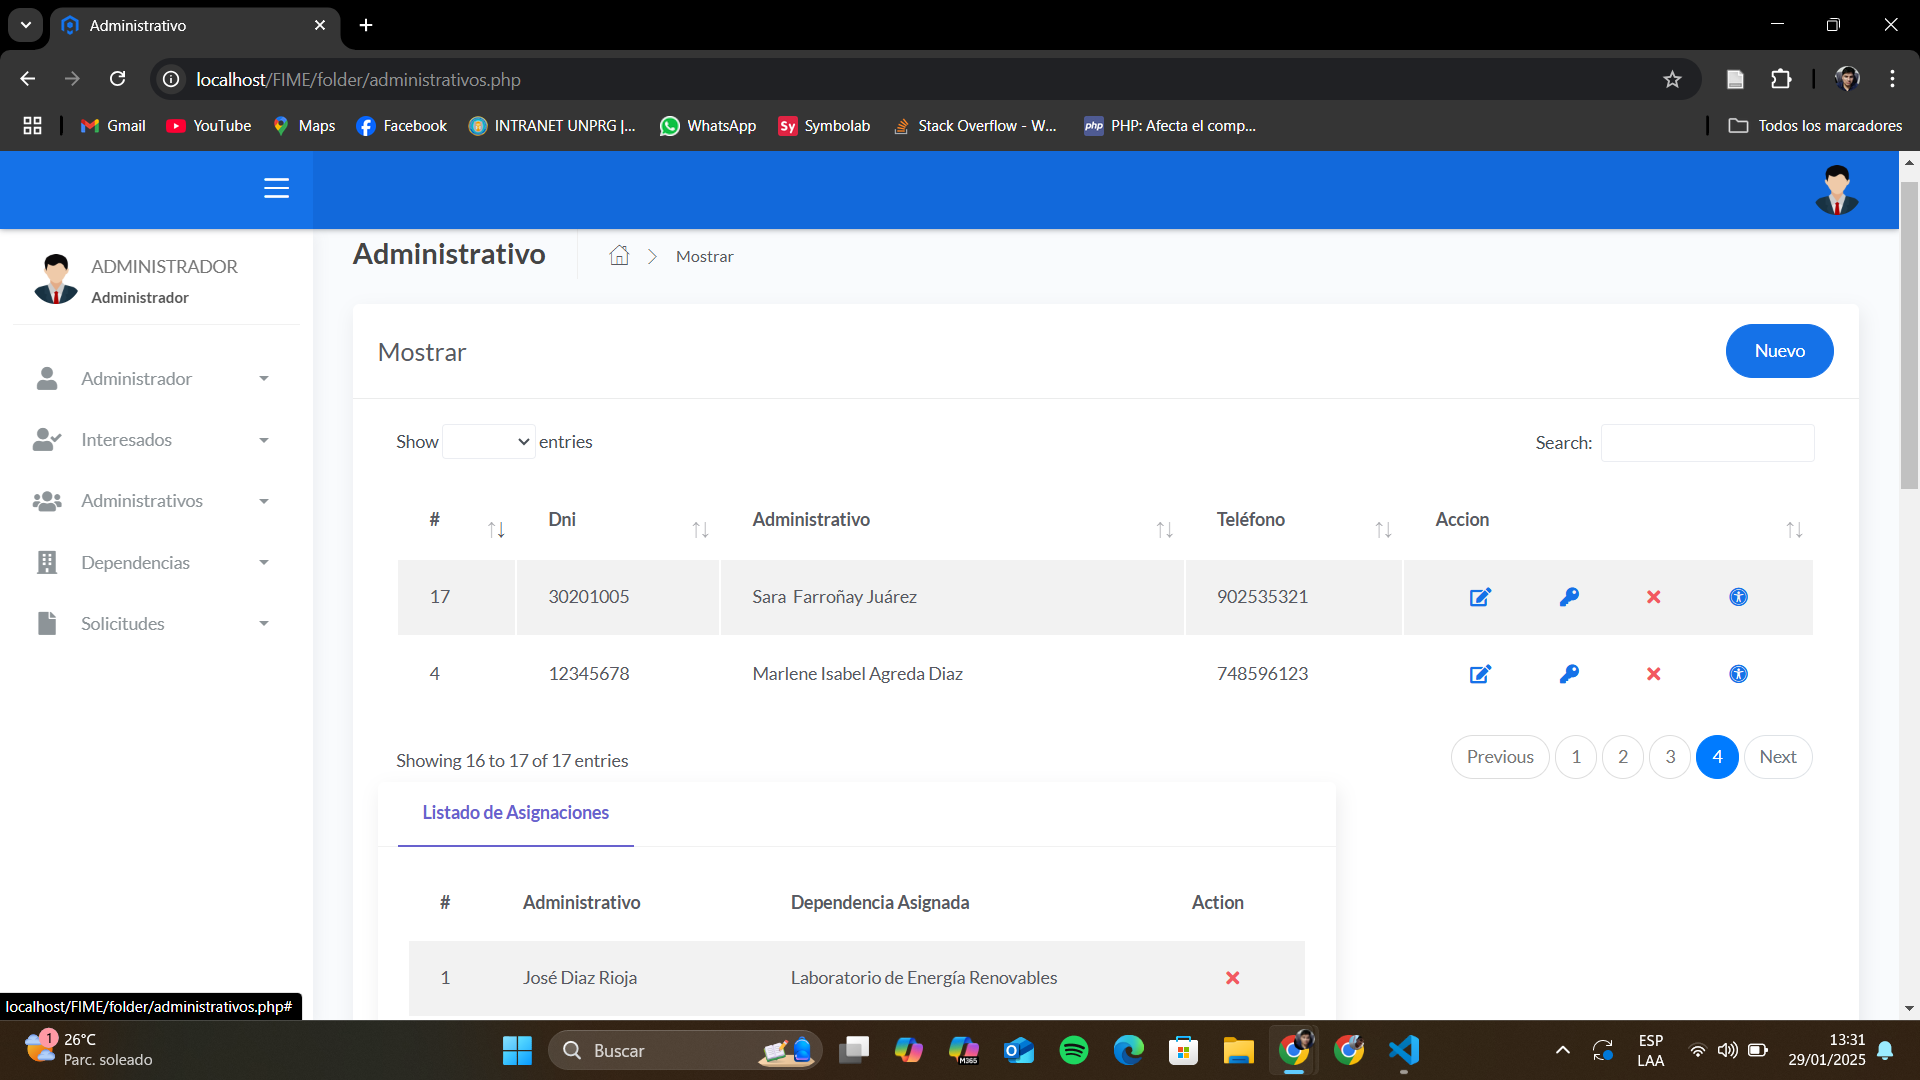 Administrativo
localhost/FIME/folder/administrativos.php
Gmail YouTube Maps Facebook INTRANET UNPRG |... WhatsApp Sy Symbolab Stack Overflow - W... php PHP: Afecta el comp... Todos los marcadores
ADMINISTRADOR
Administrador
Administrador
Interesados
Administrativos
Dependencias
Solicitudes
Administrativo Mostrar
Mostrar Nuevo
Show entries Search:
# Dni Administrativo Teléfono Accion
17 30201005 Sara Farroñay Juárez 902535321
4 12345678 Marlene Isabel Agreda Diaz 748596123
Showing 16 to 17 of 17 entries Previous 1 2 3 4 Next
Listado de Asignaciones
# Administrativo Dependencia Asignada Action
1 José Diaz Rioja Laboratorio de Energía Renovables
localhost/FIME/folder/administrativos.php#
1 26°C
Parc. soleado
Buscar
M365
ESP
LAA
13:31
29/01/2025